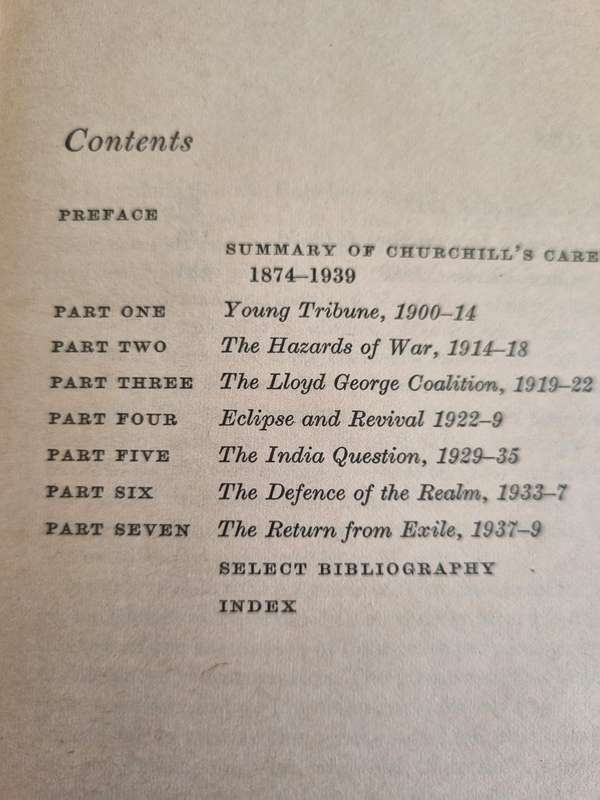 Contents
PREFACE
SUMMARY OF CHURCHILL'S CARE
1874–1939
PART ONE Young Tribune, 1900–14
PART TWO The Hazards of War, 1914–18
PART THREE The Lloyd George Coalition, 1919–22
PART FOUR Eclipse and Revival 1922–9
PART FIVE The India Question, 1929–35
PART SIX The Defence of the Realm, 1933–7
PART SEVEN The Return from Exile, 1937–9
SELECT BIBLIOGRAPHY
INDEX